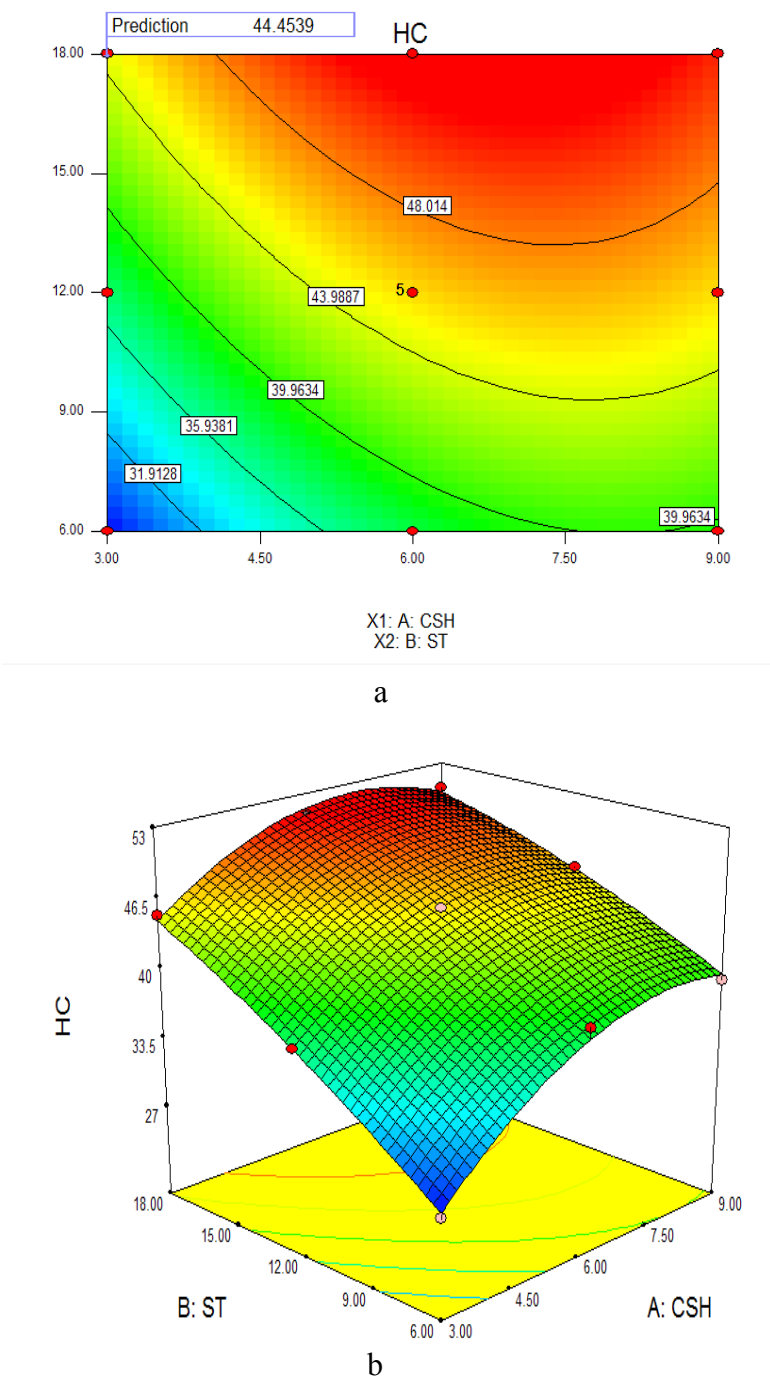 Prediction 44.4539
HC
18.00
15.00
48.014
12.00
5
43.9887
9.00
39.9634
35.9381
31.9128
39.9634
6.00
3.00 4.50 6.00 7.50 9.00
X1: A: CSH
X2: B: ST
a
53
46.5
40
33.5
27
HC
18.00
15.00
12.00
9.00
6.00
B: ST
3.00
4.50
6.00
7.50
9.00
A: CSH
b